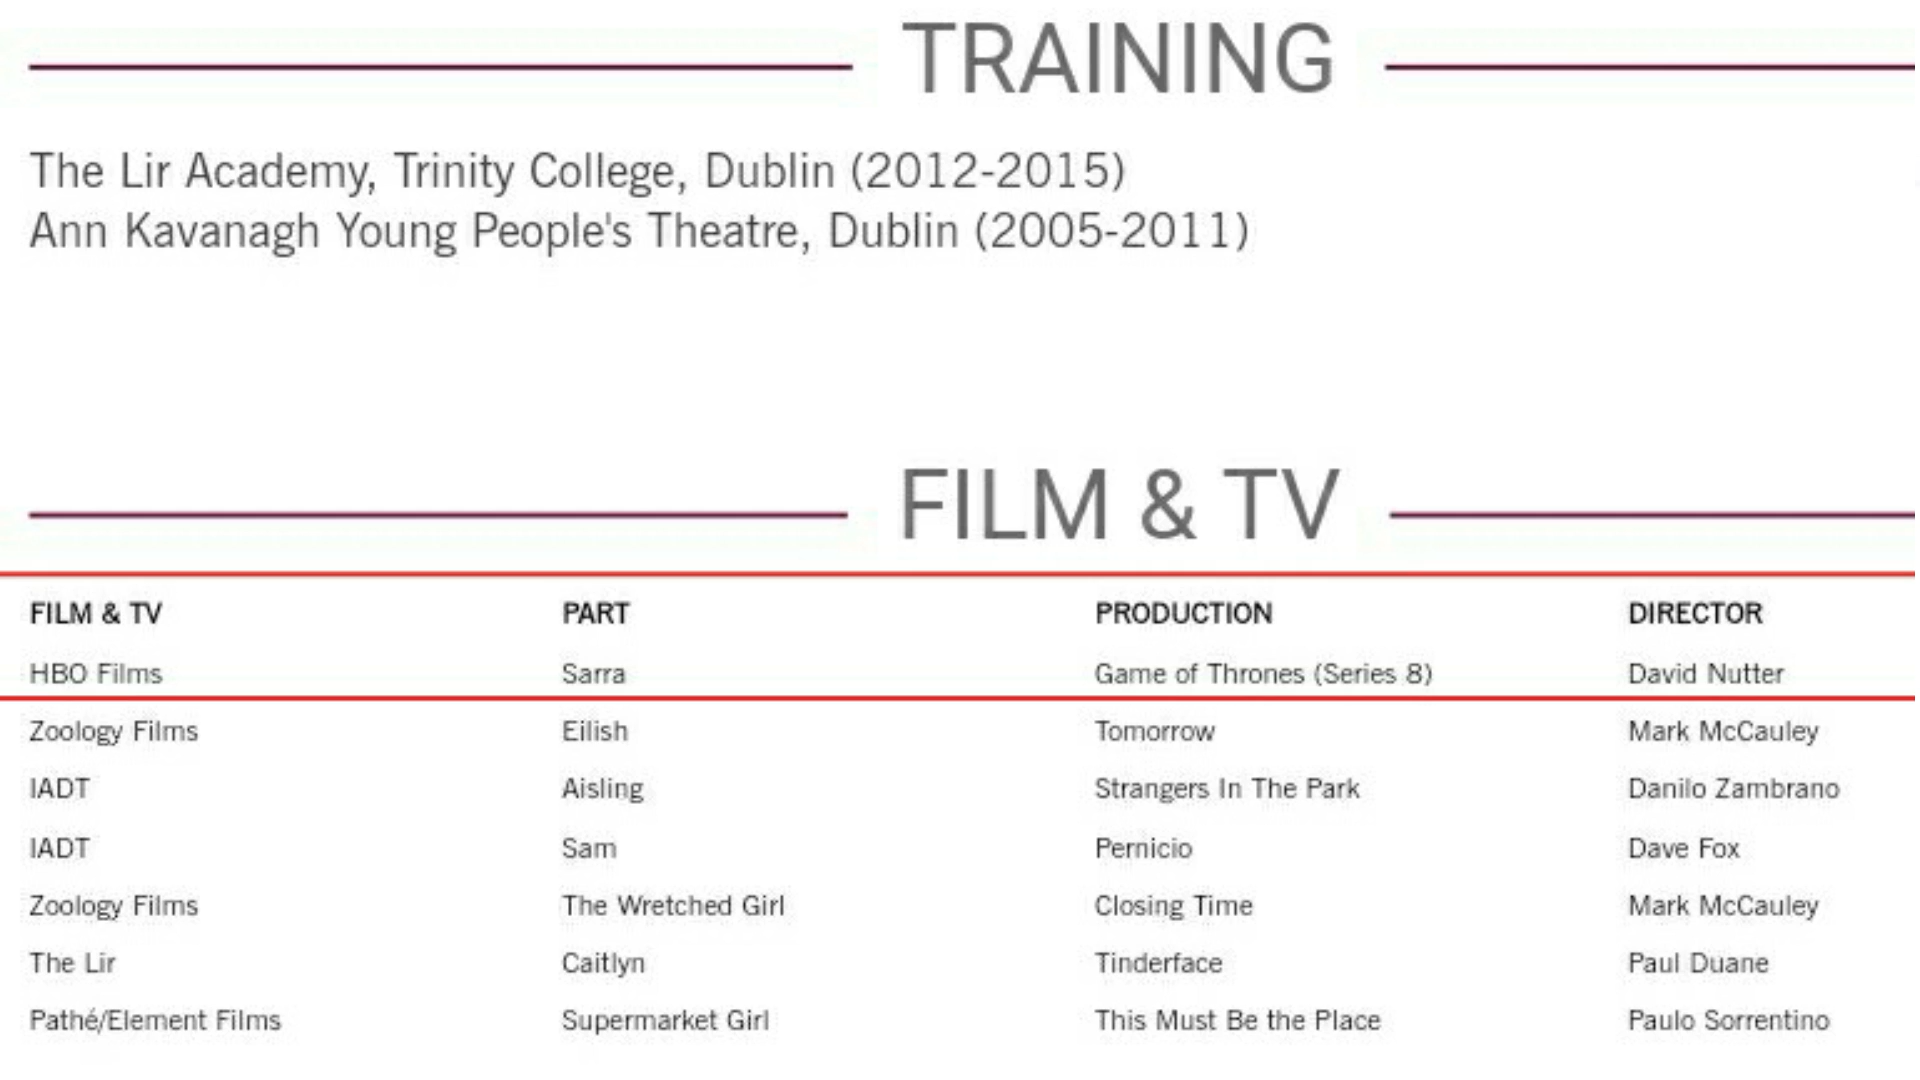 TRAINING
The Lir Academy, Trinity College, Dublin (2012-2015)
Ann Kavanagh Young People's Theatre, Dublin (2005-2011)
FILM & TV
FILM & TV PART PRODUCTION DIRECTOR
HBO Films Sarra Game of Thrones (Series 8) David Nutter
Zoology Films Eilish Tomorrow Mark McCauley
IADT Aisling Strangers In The Park Danilo Zambrano
IADT Sam Pernicio Dave Fox
Zoology Films The Wretched Girl Closing Time Mark McCauley
The Lir Caitlyn Tinderface Paul Duane
Pathé/Element Films Supermarket Girl This Must Be the Place Paulo Sorrentino